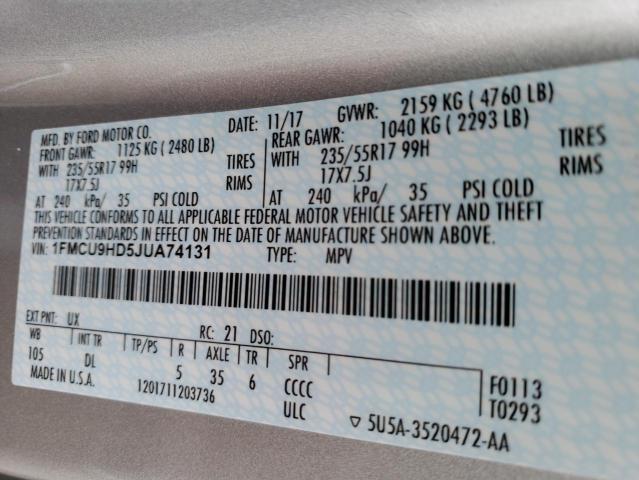 MFD. BY FORD MOTOR CO. DATE: 11/17 GVWR: 2159 KG ( 4760 LB)
FRONT GAWR: 1125 KG ( 2480 LB) REAR GAWR: 1040 KG ( 2293 LB)
WITH 235/55R17 99H TIRES WITH 235/55R17 99H TIRES
17X7.5J RIMS 17X7.5J RIMS
AT 240 kPa/ 35 PSI COLD AT 240 kPa/ 35 PSI COLD
THIS VEHICLE CONFORMS TO ALL APPLICABLE FEDERAL MOTOR VEHICLE SAFETY AND THEFT
PREVENTION STANDARDS IN EFFECT ON THE DATE OF MANUFACTURE SHOWN ABOVE.
VIN: 1FMCU9HD5JUA74131 TYPE: MPV
EXT PNT: UX RC: 21 DSO:
WB INT TR TP/PS R AXLE TR SPR
105 DL 5 35 6 CCCC F0113
MADE IN U.S.A. 1201711203736 ULC T0293
▽ 5U5A-3520472-AA